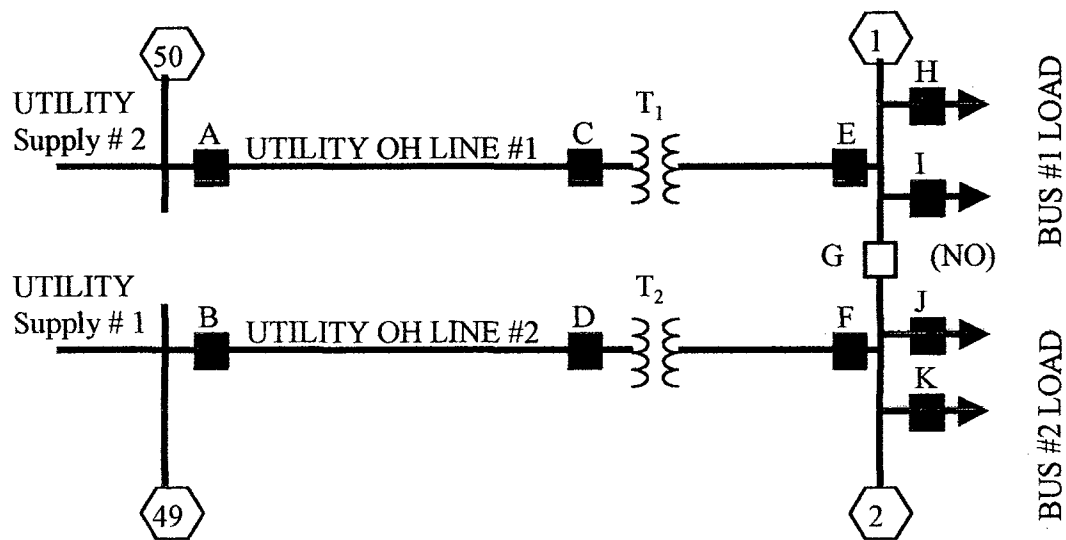 50
1
H
UTILITY
Supply # 2
A
UTILITY OH LINE #1
C
T1
E
I
BUS #1 LOAD
G
(NO)
UTILITY
Supply # 1
B
UTILITY OH LINE #2
D
T2
F
J
K
BUS #2 LOAD
49
2